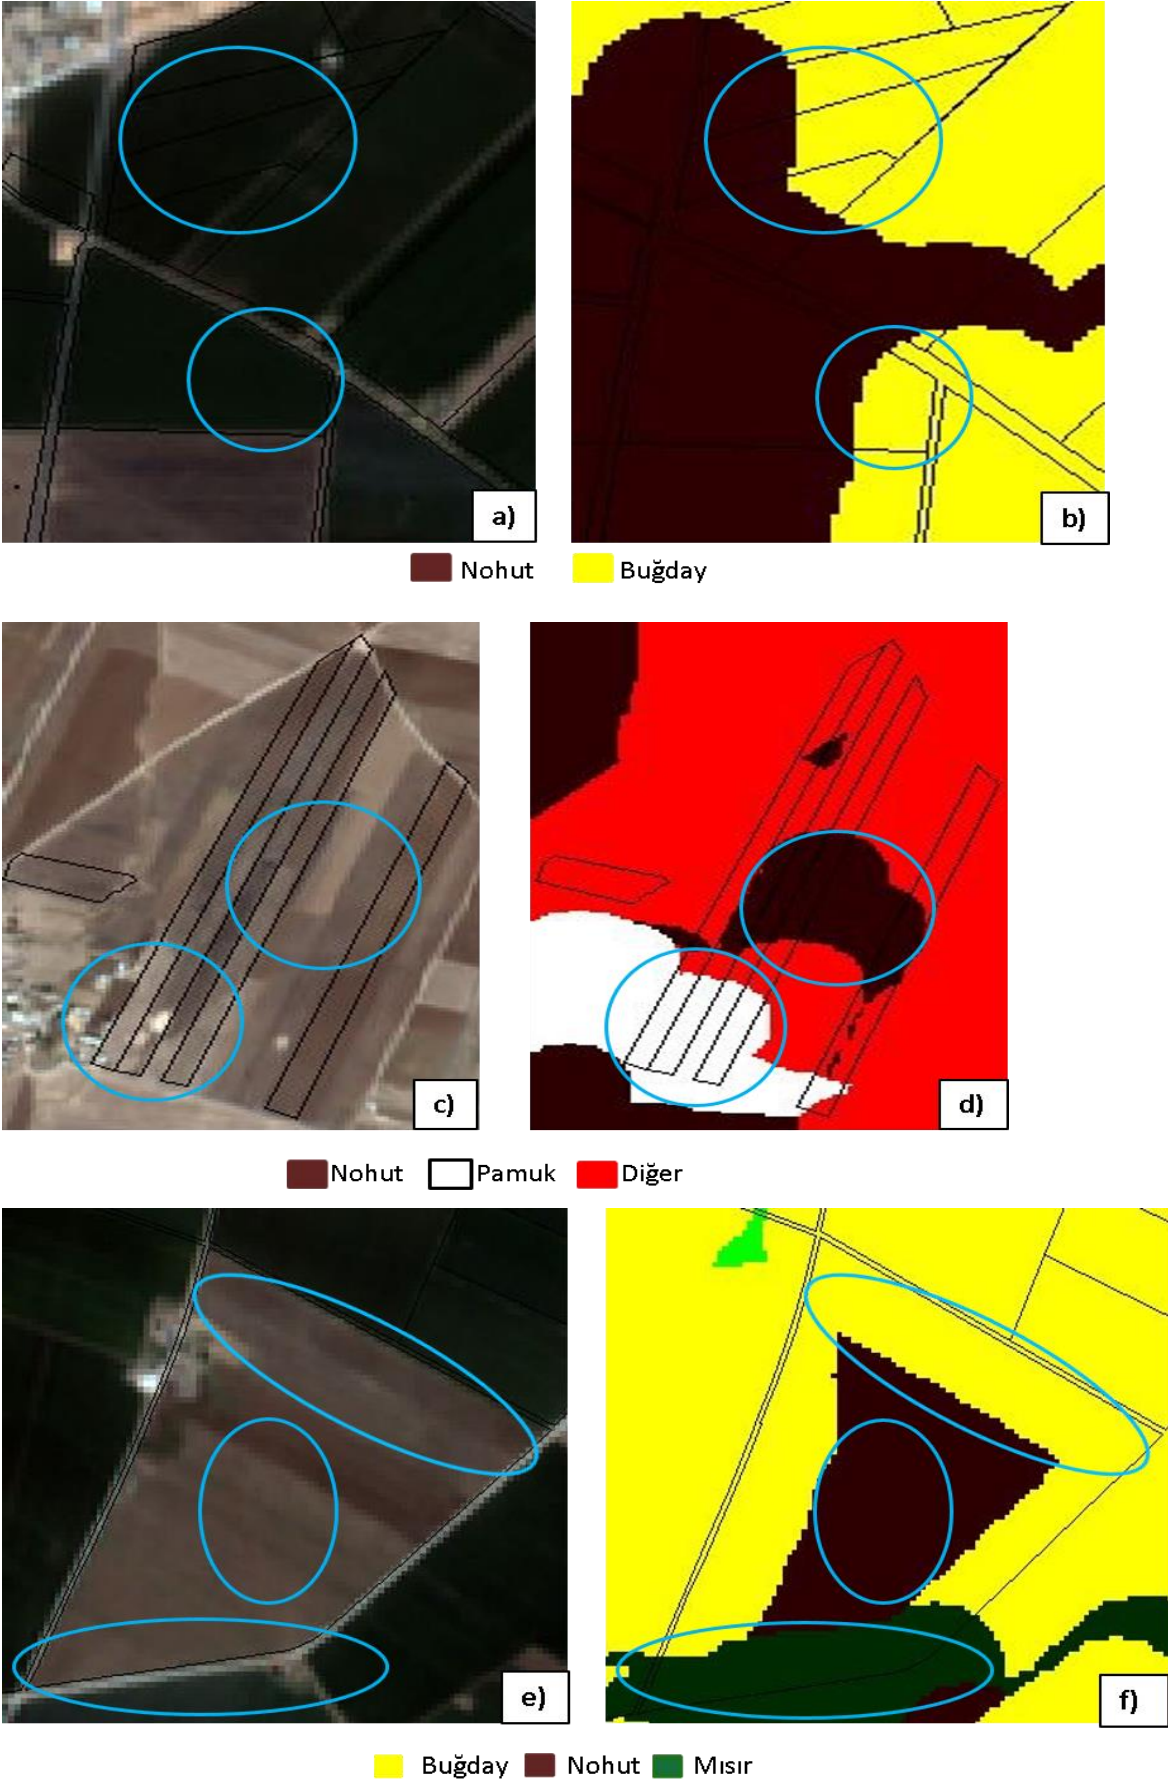 a)
b)
Nohut Buğday
c)
d)
Nohut Pamuk Diğer
e)
f)
Buğday Nohut Mısır